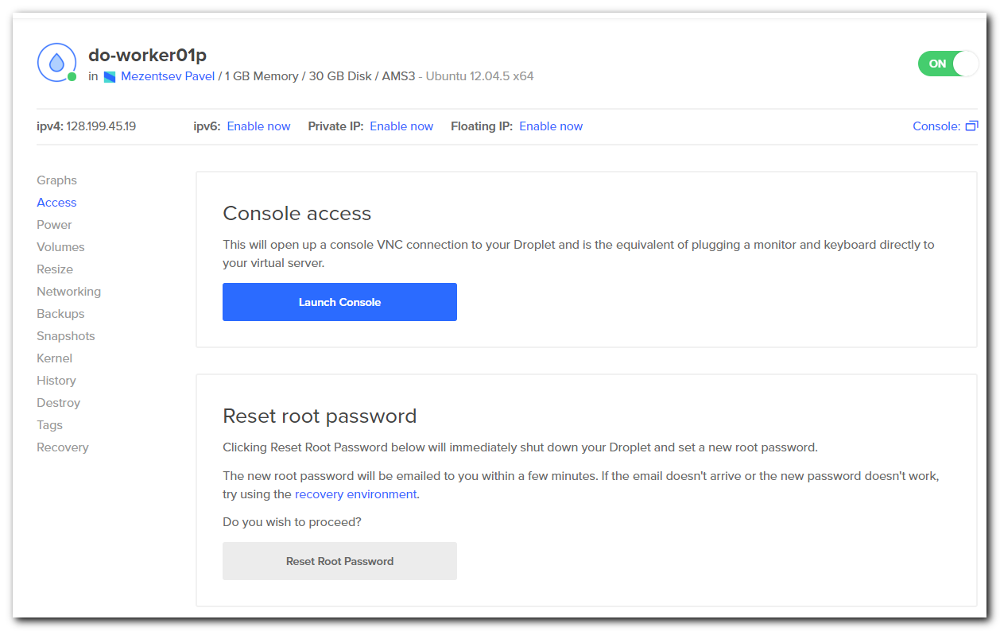 do-worker01p
in Mezentsev Pavel / 1 GB Memory / 30 GB Disk / AMS3 - Ubuntu 12.04.5 x64
ON
ipv4: 128.199.45.19 ipv6: Enable now Private IP: Enable now Floating IP: Enable now Console:
Graphs
Access
Power
Volumes
Resize
Networking
Backups
Snapshots
Kernel
History
Destroy
Tags
Recovery
Console access
This will open up a console VNC connection to your Droplet and is the equivalent of plugging a monitor and keyboard directly to
your virtual server.
Launch Console
Reset root password
Clicking Reset Root Password below will immediately shut down your Droplet and set a new root password.
The new root password will be emailed to you within a few minutes. If the email doesn't arrive or the new password doesn't work,
try using the recovery environment.
Do you wish to proceed?
Reset Root Password